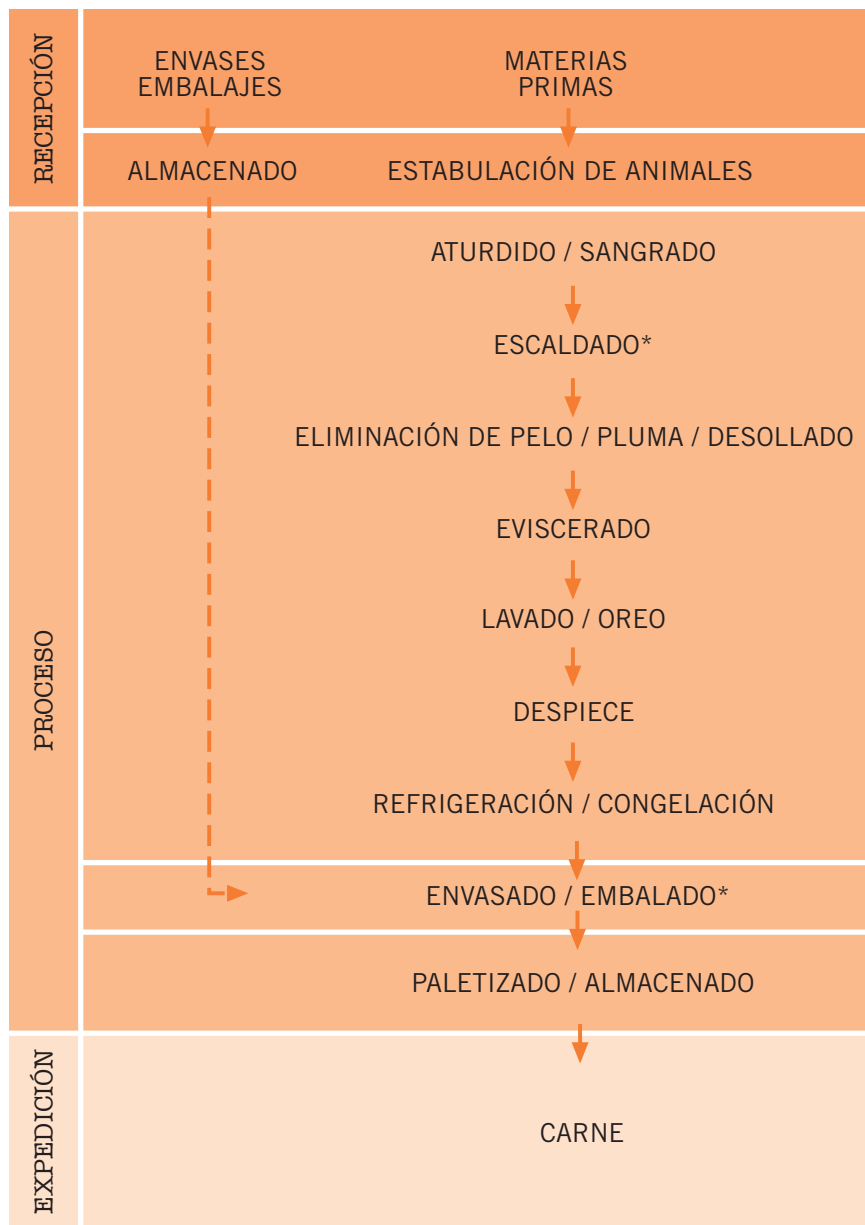 RECEPCIÓN
ENVASES
EMBALAJES
MATERIAS
PRIMAS
ALMACENADO
ESTABULACIÓN DE ANIMALES
PROCESO
ATURDIDO / SANGRADO
ESCALDADO*
ELIMINACIÓN DE PELO / PLUMA / DESOLLADO
EVISCERADO
LAVADO / OREO
DESPIECE
REFRIGERACIÓN / CONGELACIÓN
ENVASADO / EMBALADO*
PALETIZADO / ALMACENADO
EXPEDICIÓN
CARNE